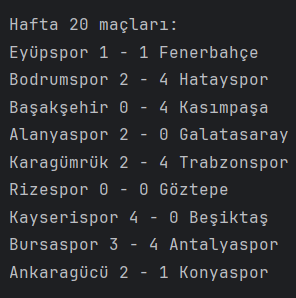 Hafta 20 maçları:
Eyüpspor 1 - 1 Fenerbahçe
Bodrumspor 2 - 4 Hatayspor
Başakşehir 0 - 4 Kasımpaşa
Alanyaspor 2 - 0 Galatasaray
Karagümrük 2 - 4 Trabzonspor
Rizespor 0 - 0 Göztepe
Kayserispor 4 - 0 Beşiktaş
Bursaspor 3 - 4 Antalyaspor
Ankaragücü 2 - 1 Konyaspor